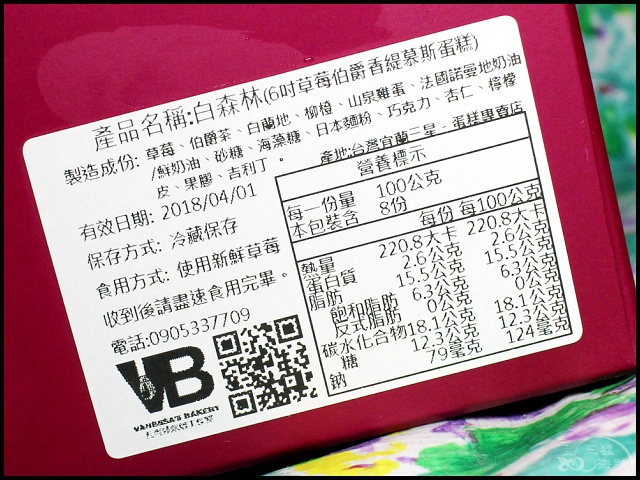 產品名稱:白森林(6吋草莓伯爵香緹慕斯蛋糕)
製造成份: 草莓、伯爵茶、白蘭地、柳橙、山泉雞蛋、法國諾曼地奶油
/鮮奶油、砂糖、海藻糖、日本麵粉、巧克力、杏仁、檸檬
皮、果膠、吉利丁。
產地:台灣宜蘭三星、蛋糕專賣店
有效日期: 2018/04/01
保存方式: 冷藏保存
食用方式: 使用新鮮草莓
收到後請盡速食用完畢。
電話:0905337709
VB
VANESSA'S BAKERY
營養標示
每一份量 100公克
本包裝含 8份
每份 每100公克
熱量 220.8大卡 220.8大卡
蛋白質 2.6公克 2.6公克
脂肪 15.5公克 15.5公克
飽和脂肪 6.3公克 6.3公克
反式脂肪 0公克 0公克
碳水化合物 18.1公克 18.1公克
糖 12.3公克 12.3公克
鈉 79毫克 124毫克